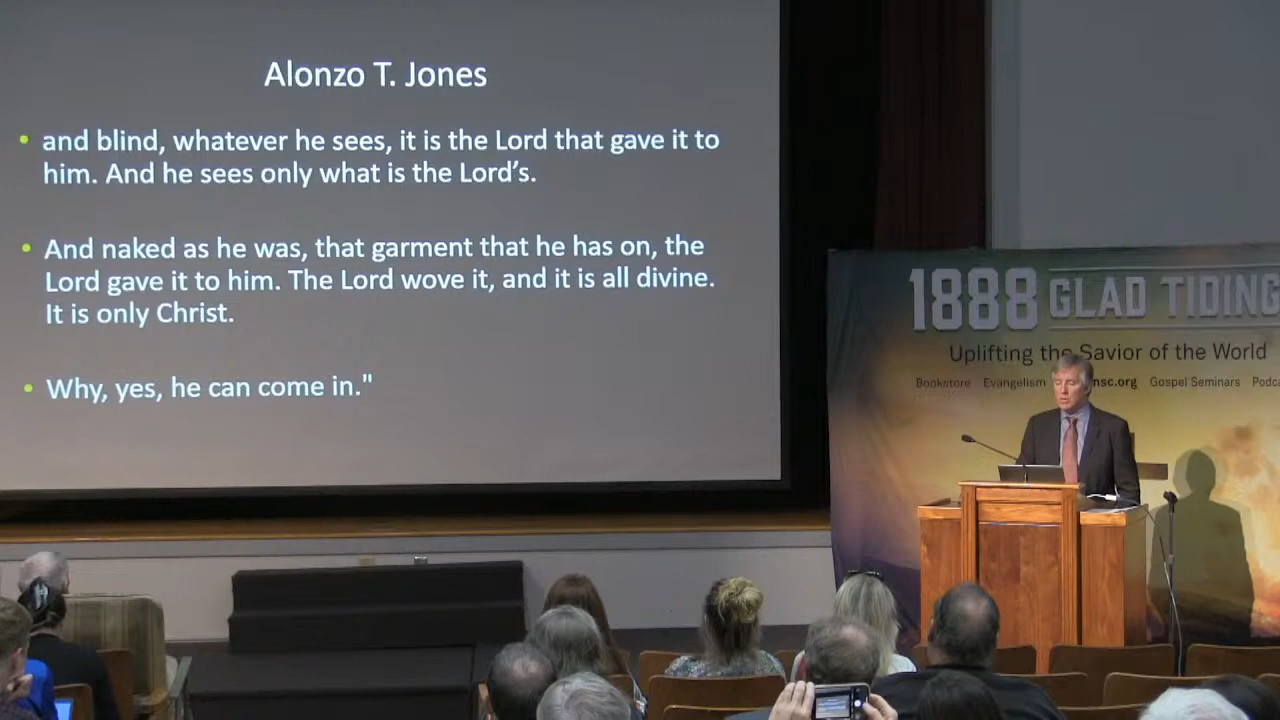 Alonzo T. Jones
• and blind, whatever he sees, it is the Lord that gave it to
him. And he sees only what is the Lord’s.
• And naked as he was, that garment that he has on, the
Lord gave it to him. The Lord wove it, and it is all divine.
It is only Christ.
• Why, yes, he can come in."
1888 GLAD TIDING
Uplifting the Savior of the World
Bookstore Evangelism msc.org Gospel Seminars Podc